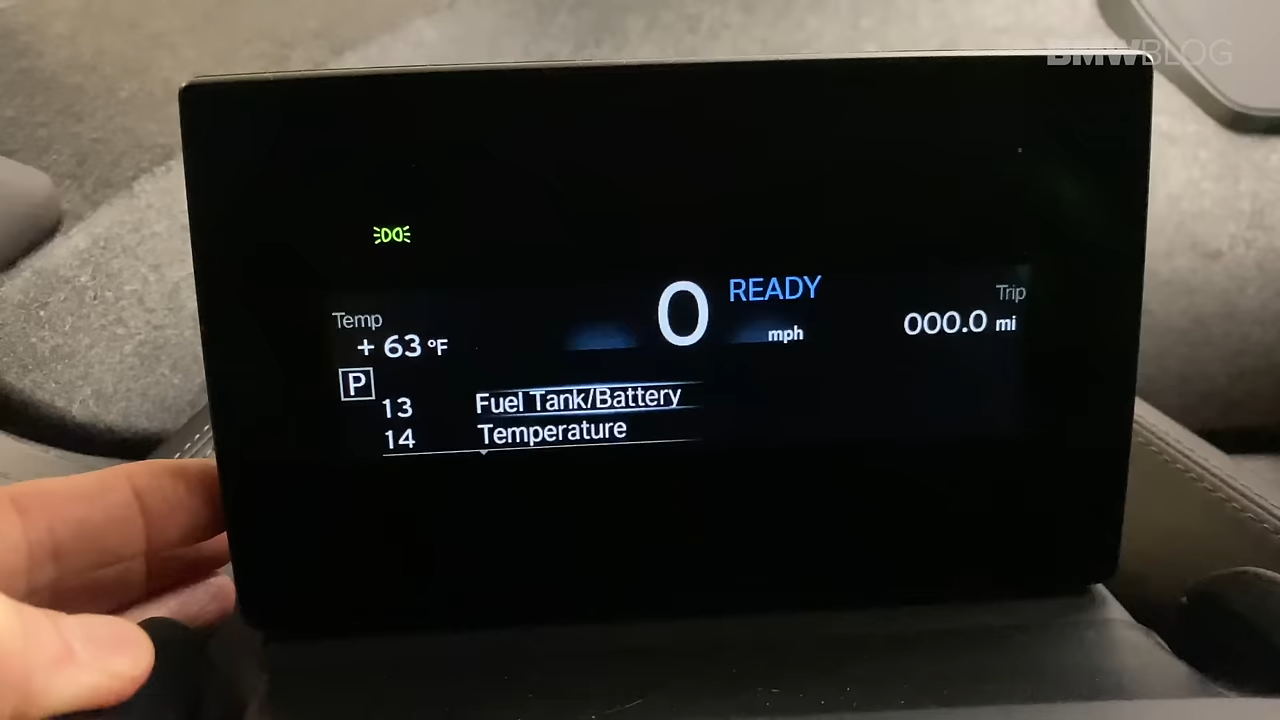 BMWBLOG
0 READY
mph
Temp
+ 63 °F
Trip
000.0 mi
P
13 Fuel Tank/Battery
14 Temperature